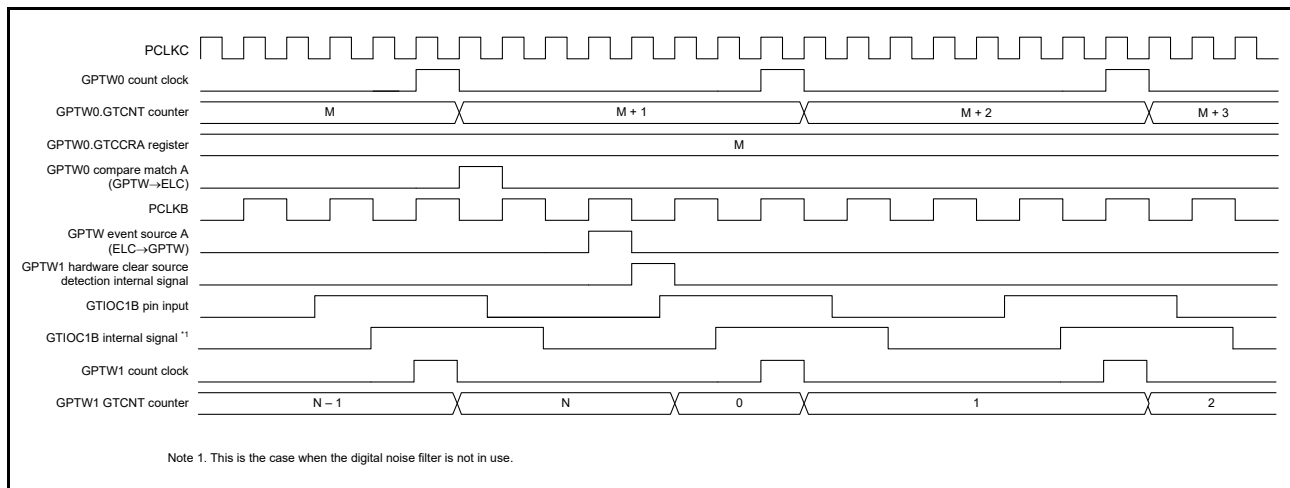 PCLKC
GPTW0 count clock
GPTW0.GTCNT counter
M
M + 1
M + 2
M + 3
GPTW0.GTCCRA register
M
GPTW0 compare match A
(GPTW→ELC)
PCLKB
GPTW event source A
(ELC→GPTW)
GPTW1 hardware clear source
detection internal signal
GTIOC1B pin input
GTIOC1B internal signal *1
GPTW1 count clock
GPTW1 GTCNT counter
N – 1
N
0
1
2
Note 1. This is the case when the digital noise filter is not in use.